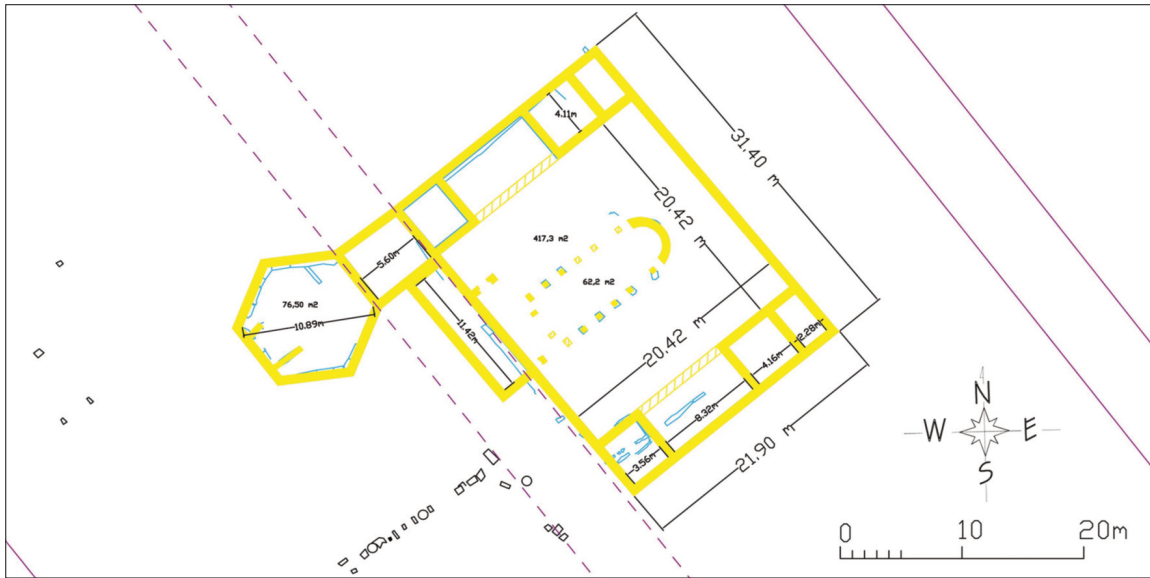 4.11m
31.40 m
20.42 m
417,3 m2
5.60m
62,2 m2
76,50 m2
10.89m
11.42m
20.42 m
2.28m
4.16m
8.32m
3.56m
21.90 m
N
W E
S
0 10 20m